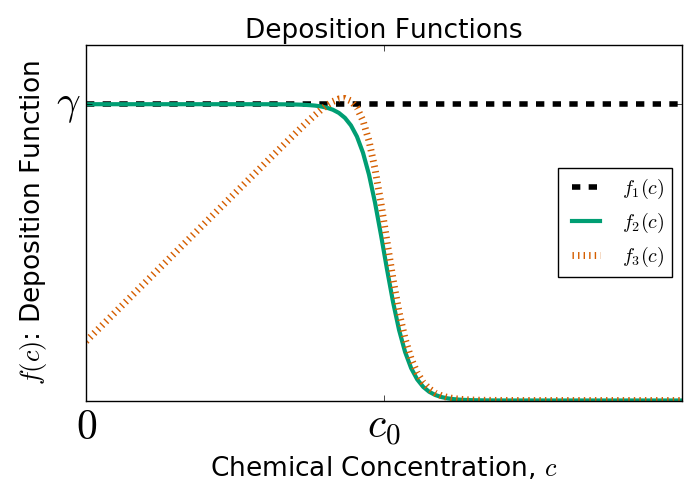 Deposition Functions
f(c): Deposition Function
γ
f₁(c)
f₂(c)
f₃(c)
0
c₀
Chemical Concentration, c